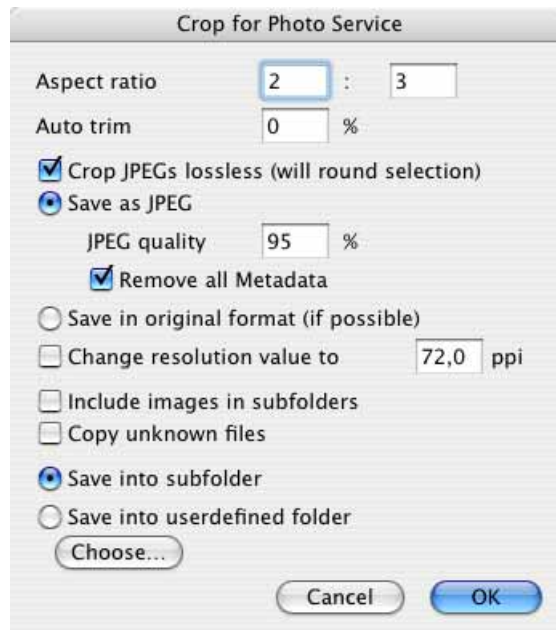 Crop for Photo Service
Aspect ratio 2 : 3
Auto trim 0 %
Crop JPEGs lossless (will round selection)
Save as JPEG
JPEG quality 95 %
Remove all Metadata
Save in original format (if possible)
Change resolution value to 72,0 ppi
Include images in subfolders
Copy unknown files
Save into subfolder
Save into userdefined folder
Choose...
Cancel OK